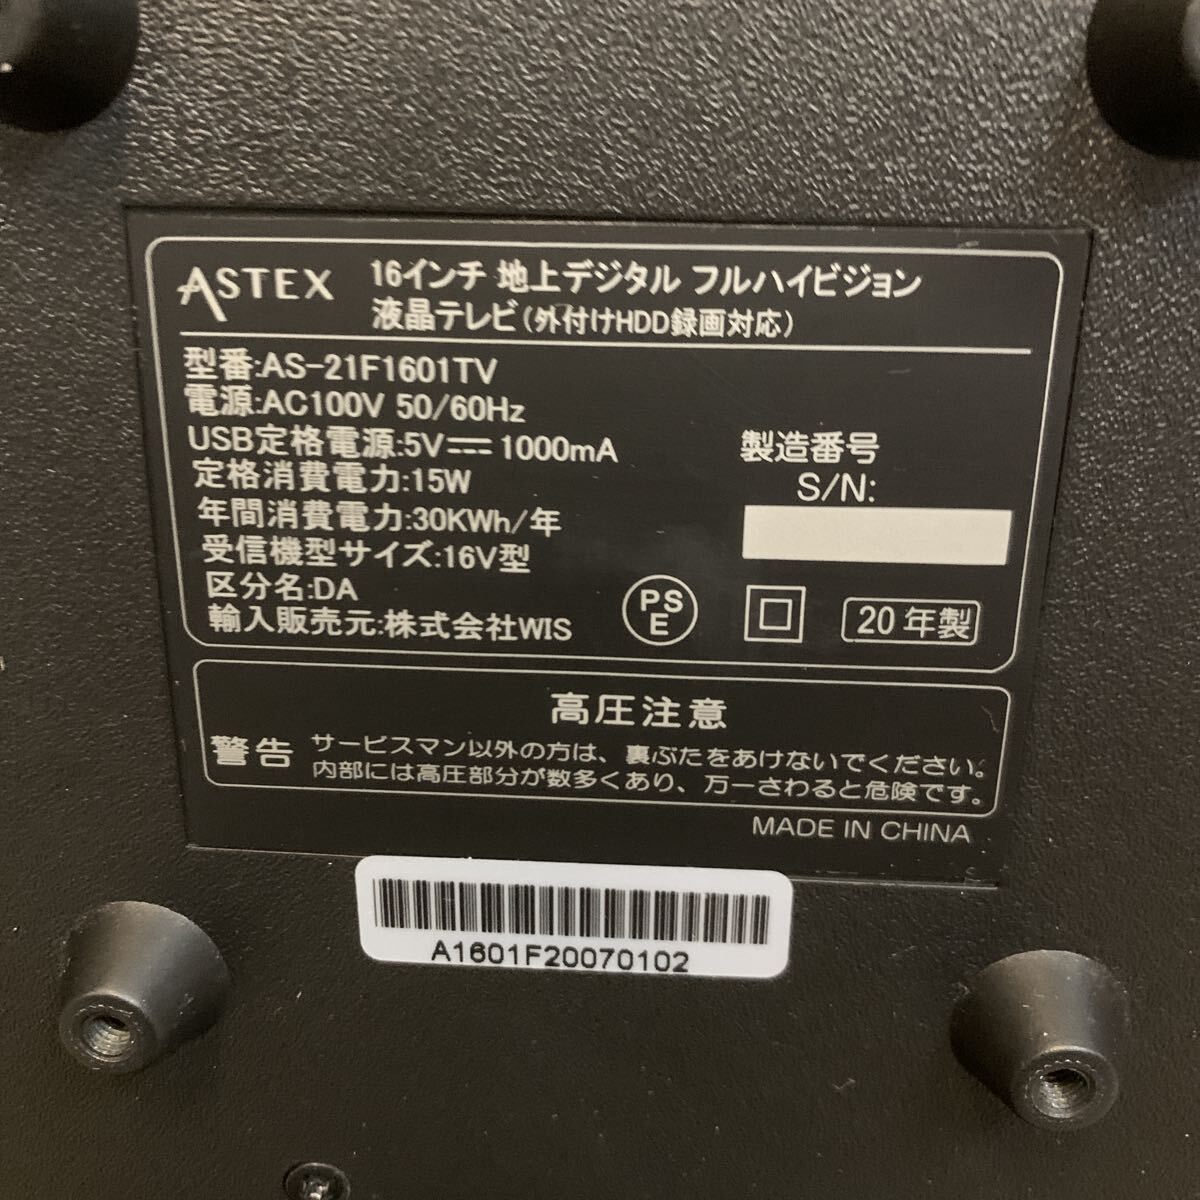 ASTEX
16インチ 地上デジタル フルハイビジョン
液晶テレビ(外付けHDD録画対応)
型番:AS-21F1601TV
電源:AC100V 50/60Hz
USB定格電源:5V⎓1000mA
定格消費電力:15W
年間消費電力:30KWh/年
受信機型サイズ:16V型
区分名:DA
輸入販売元:株式会社WIS
製造番号
S/N:
PS
E
20 年製
高圧注意
警告
サービスマン以外の方は、裏ぶたをあけないでください。
内部には高圧部分が数多くあり、万一さわると危険です。
MADE IN CHINA
A1601F20070102